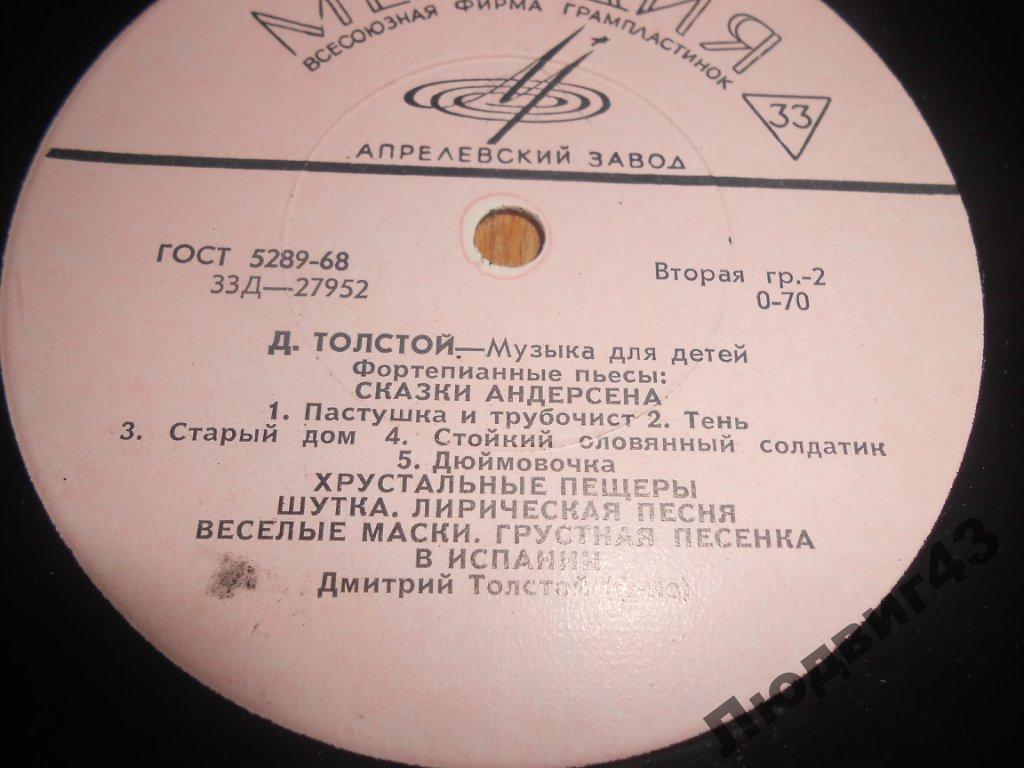 ВСЕСОЮЗНАЯ ФИРМА ГРАМПЛАСТИНОК
33
АПРЕЛЕВСКИЙ ЗАВОД
ГОСТ 5289-68
33Д—27952
Вторая гр.-2
0-70
Д. ТОЛСТОЙ.—Музыка для детей
Фортепианные пьесы:
СКАЗКИ АНДЕРСЕНА
1. Пастушка и трубочист 2. Тень
3. Старый дом 4. Стойкий оловянный солдатик
5. Дюймовочка
ХРУСТАЛЬНЫЕ ПЕЩЕРЫ
ШУТКА. ЛИРИЧЕСКАЯ ПЕСНЯ
ВЕСЕЛЫЕ МАСКИ. ГРУСТНАЯ ПЕСЕНКА
В ИСПАНИИ
Дмитрий Толстой (ф-но)
Людвиг43